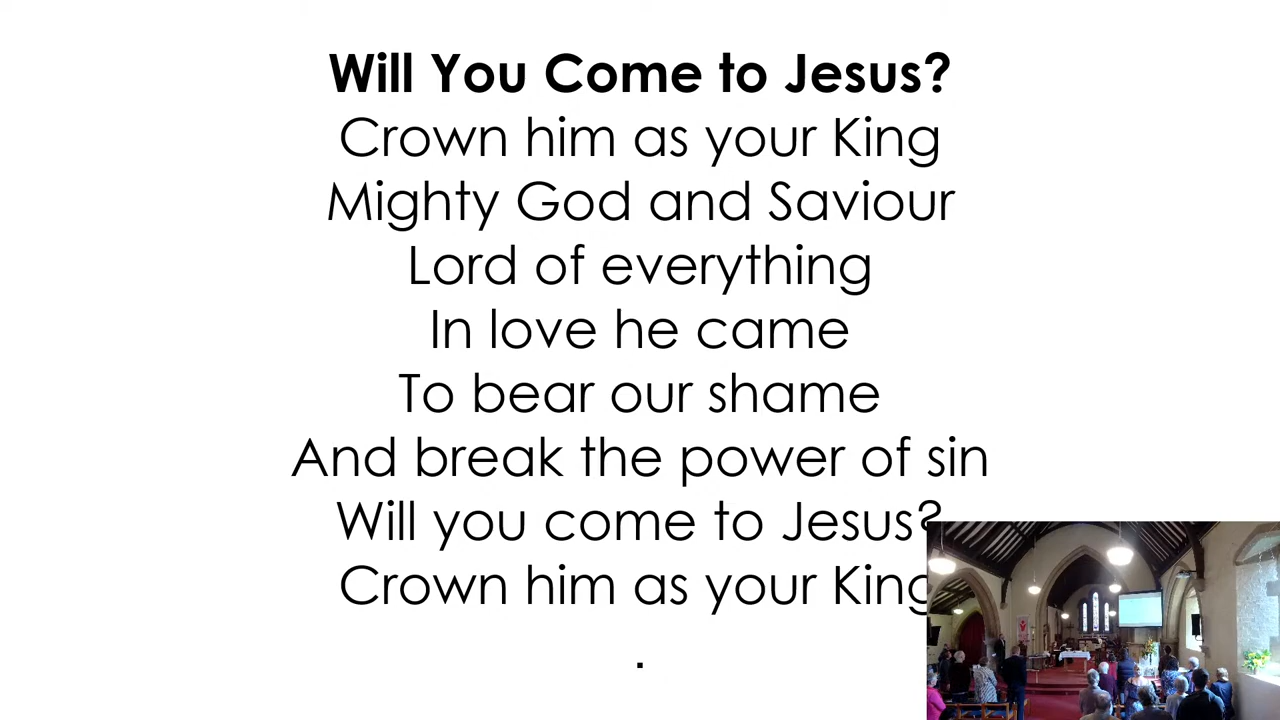 Will You Come to Jesus?
Crown him as your King
Mighty God and Saviour
Lord of everything
In love he came
To bear our shame
And break the power of sin
Will you come to Jesus?
Crown him as your King
.